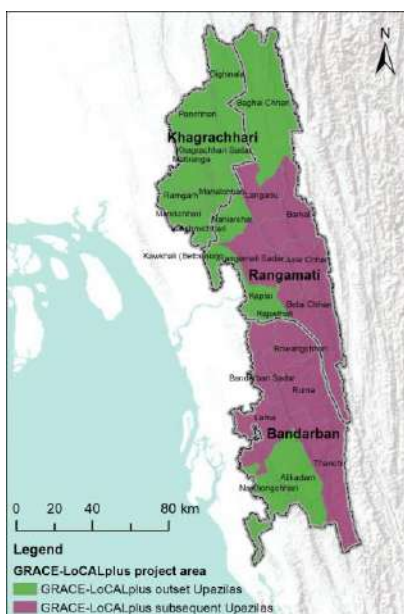 N
Dighinala
Baghai Chhari
Panchhari
Khagrachhari
Khagrachhari Sadar
Matiranga
Mahalchhari
Ramgarh
Langadu
Manikchhari
Naniarchar
Barkal
Lakshmichhari
Kawkhali (Betbunia)
Rangamati Sadar
Rangamati
Kaptai
Belai Chhari
Rajasthali
Rowangchhari
Bandarban Sadar
Ruma
Lama
Bandarban
Thanchi
Alikadam
Naikhongchhari
0 20 40 80 km
Legend
GRACE-LoCALplus project area
GRACE-LoCALplus outset Upazilas
GRACE-LoCALplus subsequent Upazilas